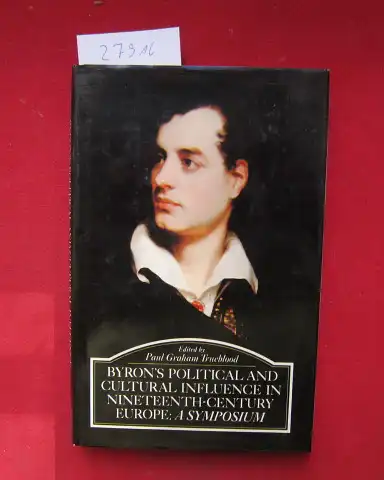 27916
Edited by
Paul Graham Trueblood
BYRON'S POLITICAL AND
CULTURAL INFLUENCE IN
NINETEENTH-CENTURY
EUROPE: A SYMPOSIUM